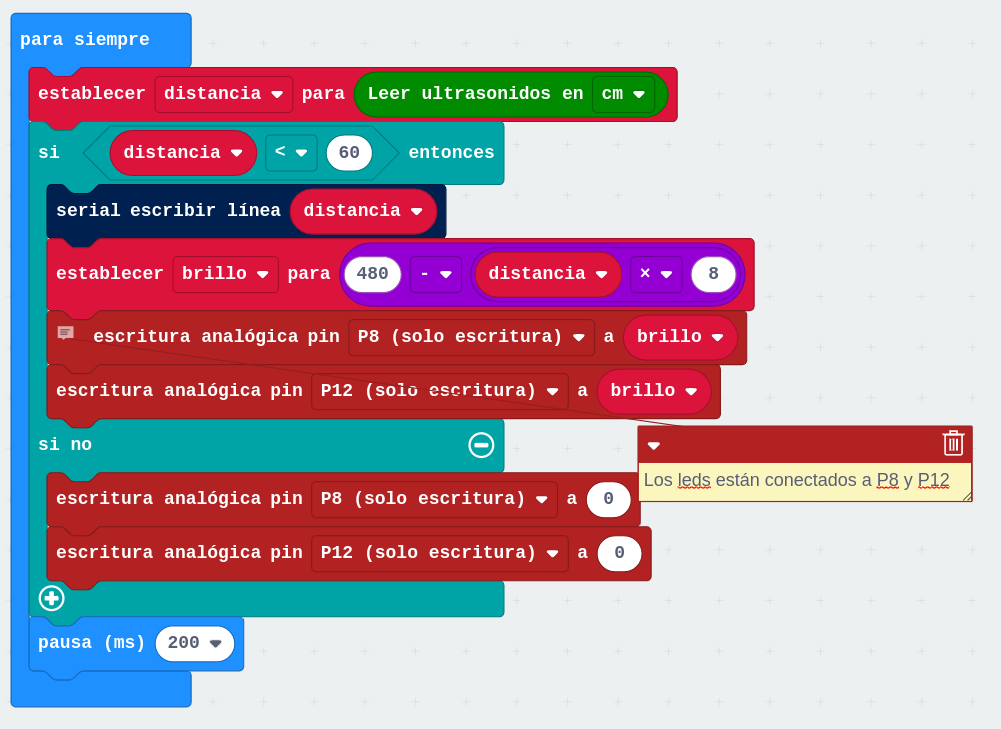 para siempre
establecer distancia para Leer ultrasonidos en cm
si distancia < 60 entonces
serial escribir línea distancia
establecer brillo para 480 - distancia × 8
escritura analógica pin P8 (solo escritura) a brillo
escritura analógica pin P12 (solo escritura) a brillo
si no
Los leds están conectados a P8 y P12
escritura analógica pin P8 (solo escritura) a 0
escritura analógica pin P12 (solo escritura) a 0
pausa (ms) 200